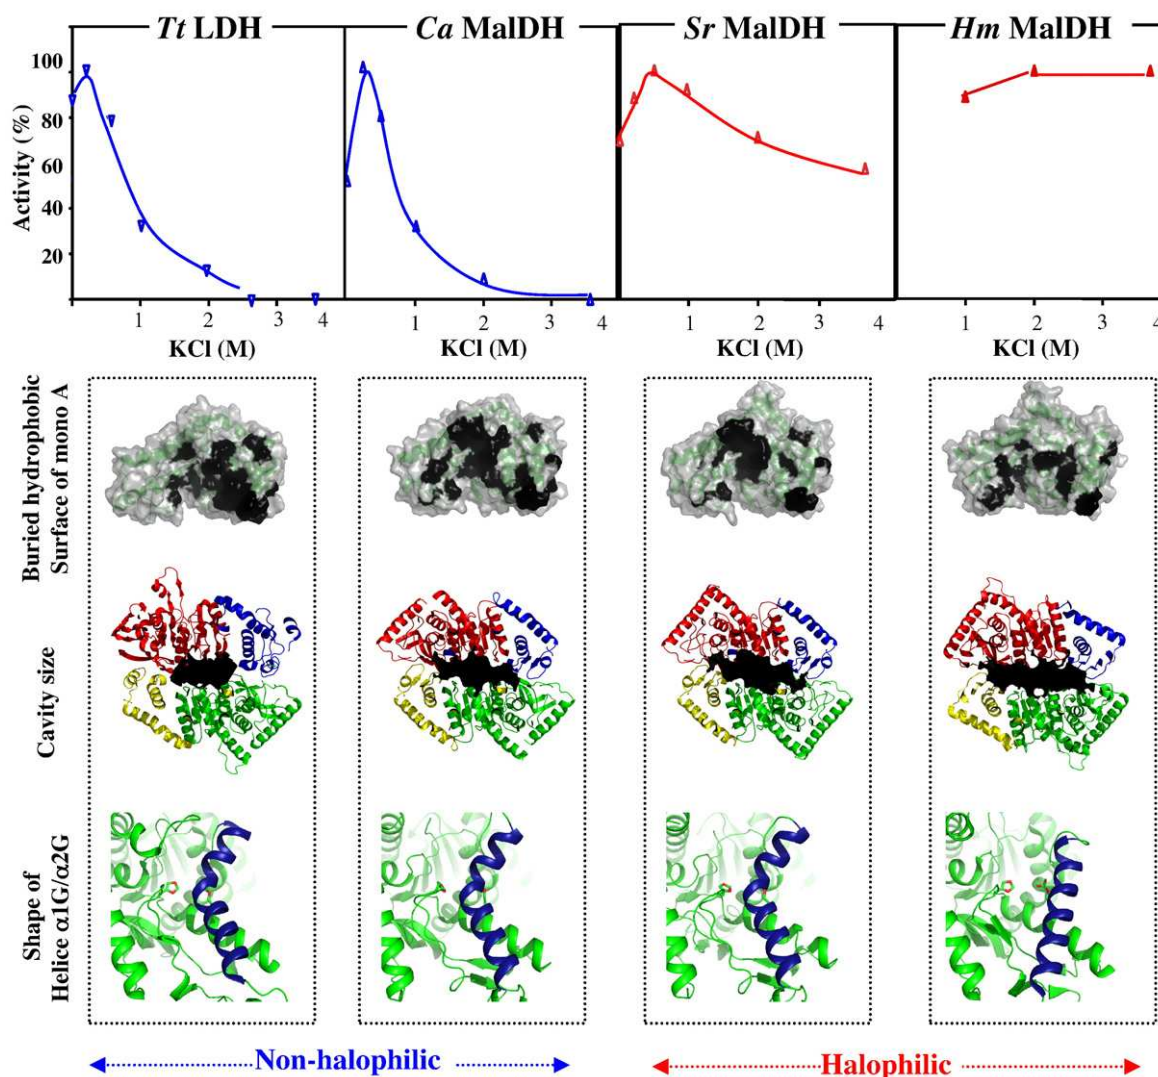 Tt LDH
Ca MalDH
Sr MalDH
Hm MalDH
Activity (%)
100
80
60
40
20
1 2 3 4
KCl (M)
1 2 3 4
KCl (M)
1 2 3 4
KCl (M)
1 2 3 4
KCl (M)
Buried hydrophobic
Surface of mono A
Cavity size
Shape of
Helice α1G/α2G
Non-halophilic
Halophilic